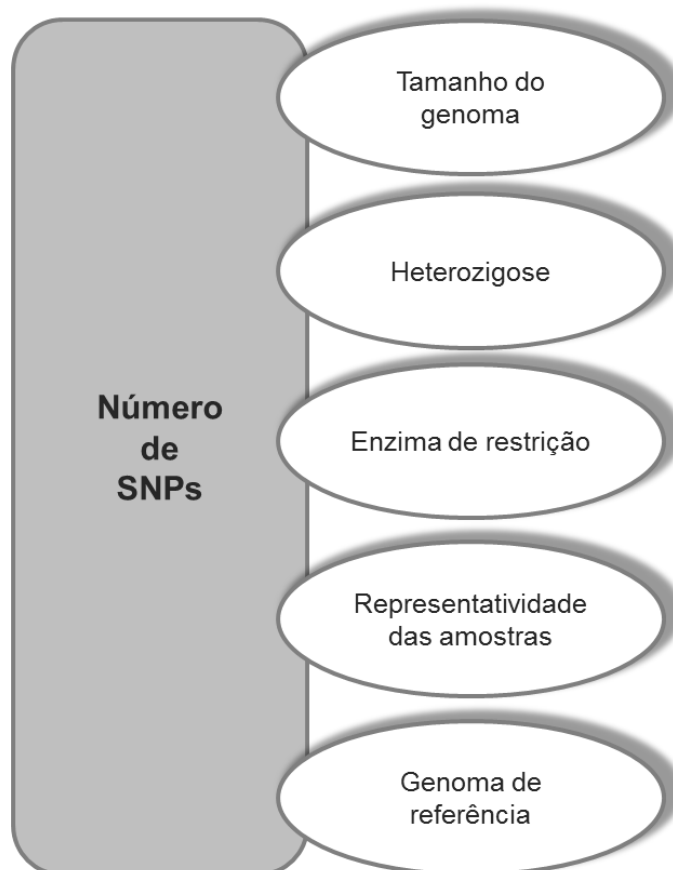 Número
de
SNPs
Tamanho do
genoma
Heterozigose
Enzima de restrição
Representatividade
das amostras
Genoma de
referência